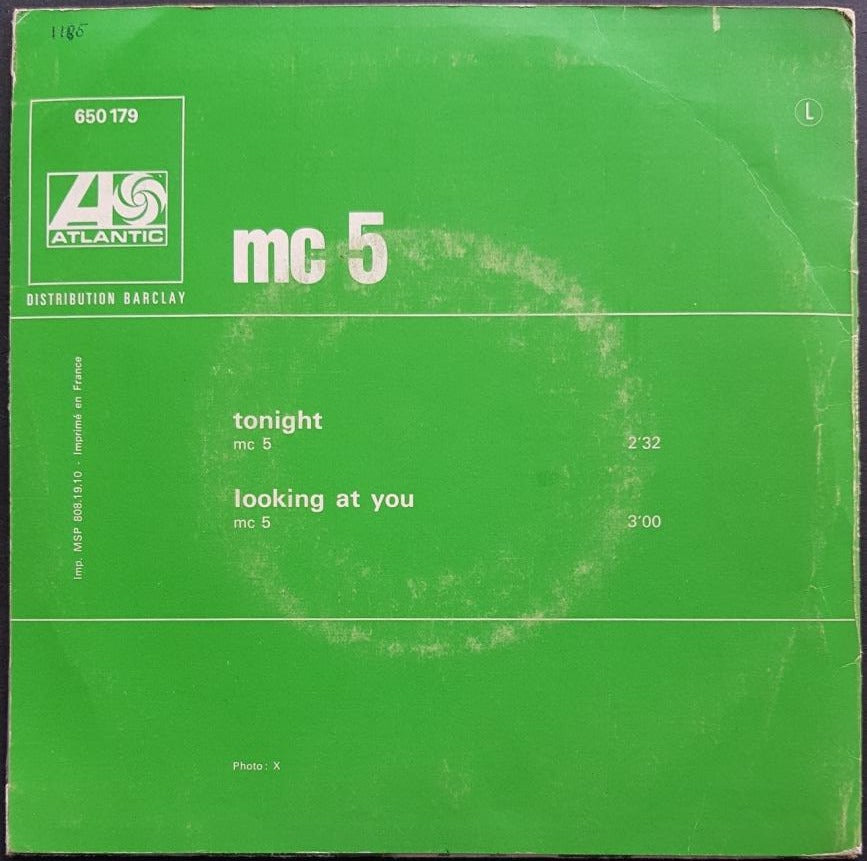 1185
650 179
L
ATLANTIC
mc 5
DISTRIBUTION BARCLAY
tonight
mc 5 2'32
looking at you
mc 5 3'00
Imp. MSP 808.19.10 - Imprimé en France
Photo : X